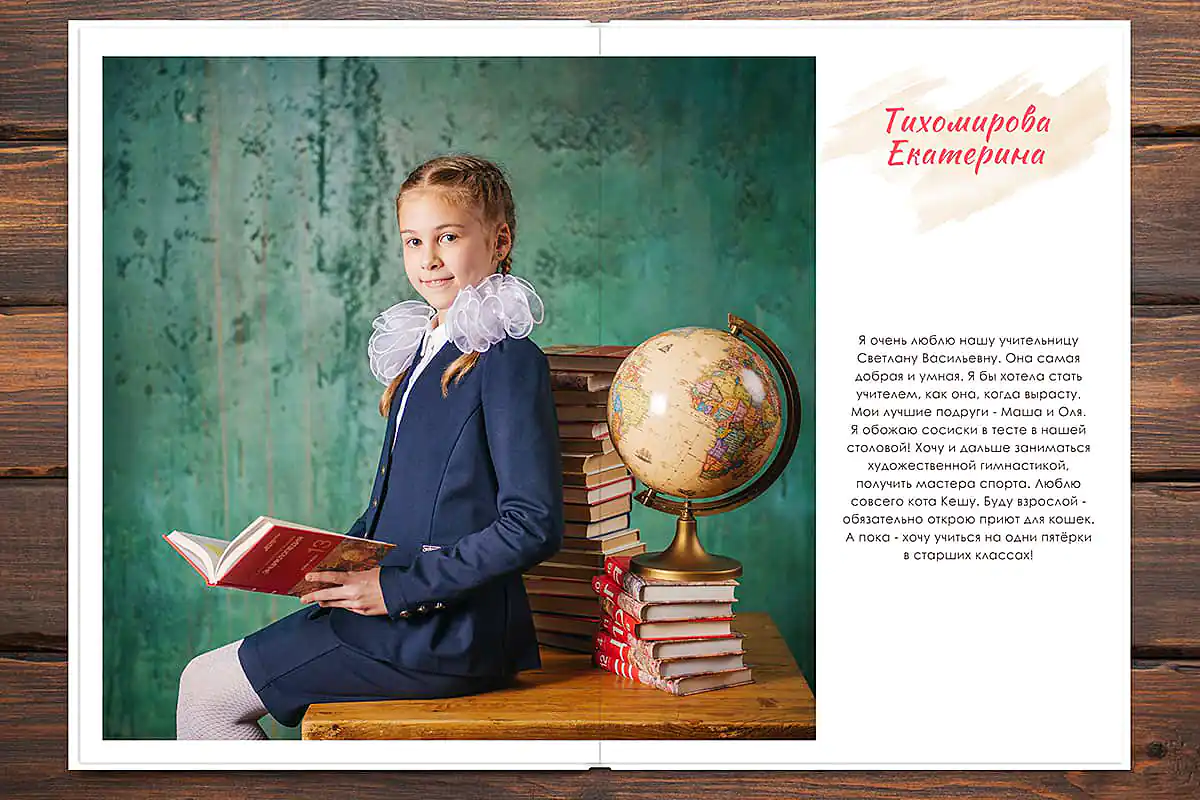 Тихомирова
Екатерина
Я очень люблю нашу учительницу
Светлану Васильевну. Она самая
добрая и умная. Я бы хотела стать
учителем, как она, когда вырасту.
Мои лучшие подруги - Маша и Оля.
Я обожаю сосиски в тесте в нашей
столовой! Хочу и дальше заниматься
художественной гимнастикой,
получить мастера спорта. Люблю
совсего кота Кешу. Буду взрослой -
обязательно открою приют для кошек.
А пока - хочу учиться на одни пятёрки
в старших классах!
13
12